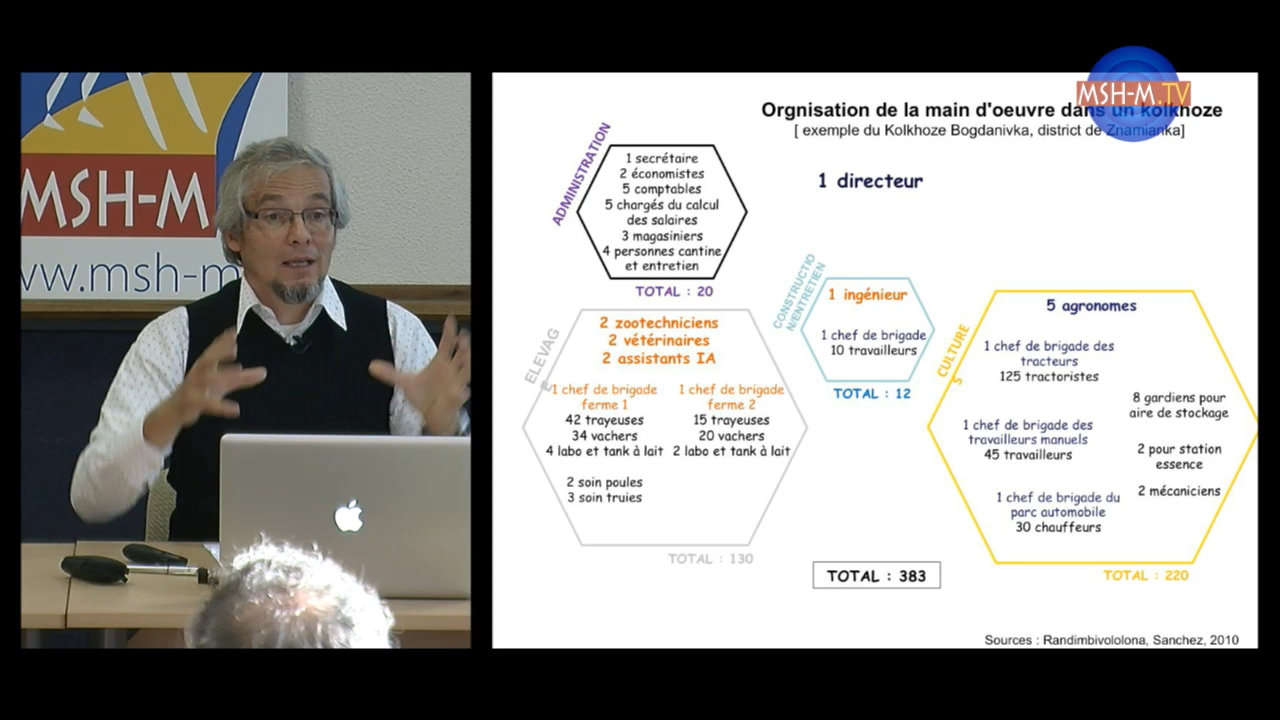 MSH-M
ww.msh-m
MSH-M.TV
Orgnisation de la main d'oeuvre dans un kolkhoze
[ exemple du Kolkhoze Bogdanivka, district de Znamianka]
1 directeur
ADMINISTRATION
1 secrétaire
2 économistes
5 comptables
5 chargés du calcul
des salaires
3 magasiniers
4 personnes cantine
et entretien
TOTAL : 20
ELEVAG
E
2 zootechniciens
2 vétérinaires
2 assistants IA
1 chef de brigade
ferme 1
42 trayeuses
34 vachers
4 labo et tank à lait
1 chef de brigade
ferme 2
15 trayeuses
20 vachers
2 labo et tank à lait
2 soin poules
3 soin truies
TOTAL : 130
CONSTRUCTIO
N/ENTRETIEN
1 ingénieur
1 chef de brigade
10 travailleurs
TOTAL : 12
CULTURE
S
5 agronomes
1 chef de brigade des
tracteurs
125 tractoristes
1 chef de brigade des
travailleurs manuels
45 travailleurs
1 chef de brigade du
parc automobile
30 chauffeurs
8 gardiens pour
aire de stockage
2 pour station
essence
2 mécaniciens
TOTAL : 220
TOTAL : 383
Sources : Randimbivololona, Sanchez, 2010